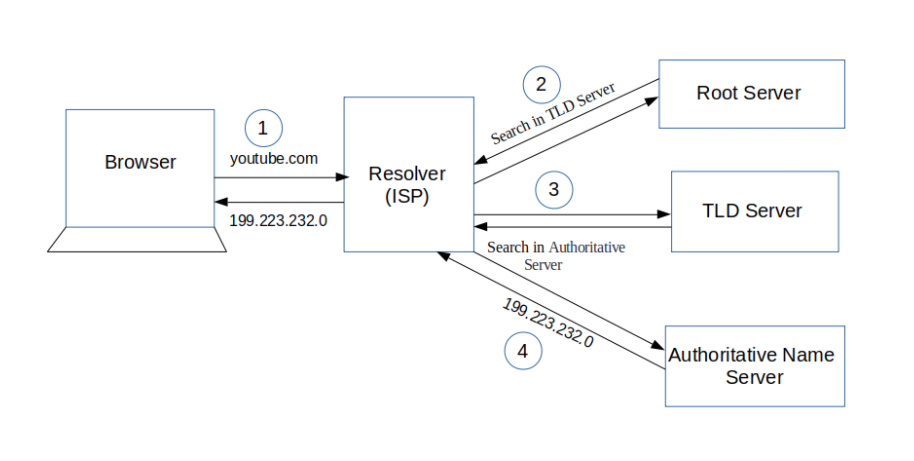 1
youtube.com
Browser
199.223.232.0
Resolver
(ISP)
2
Search in TLD Server
Root Server
3
TLD Server
Search in Authoritative
Server
199.223.232.0
4
Authoritative Name
Server